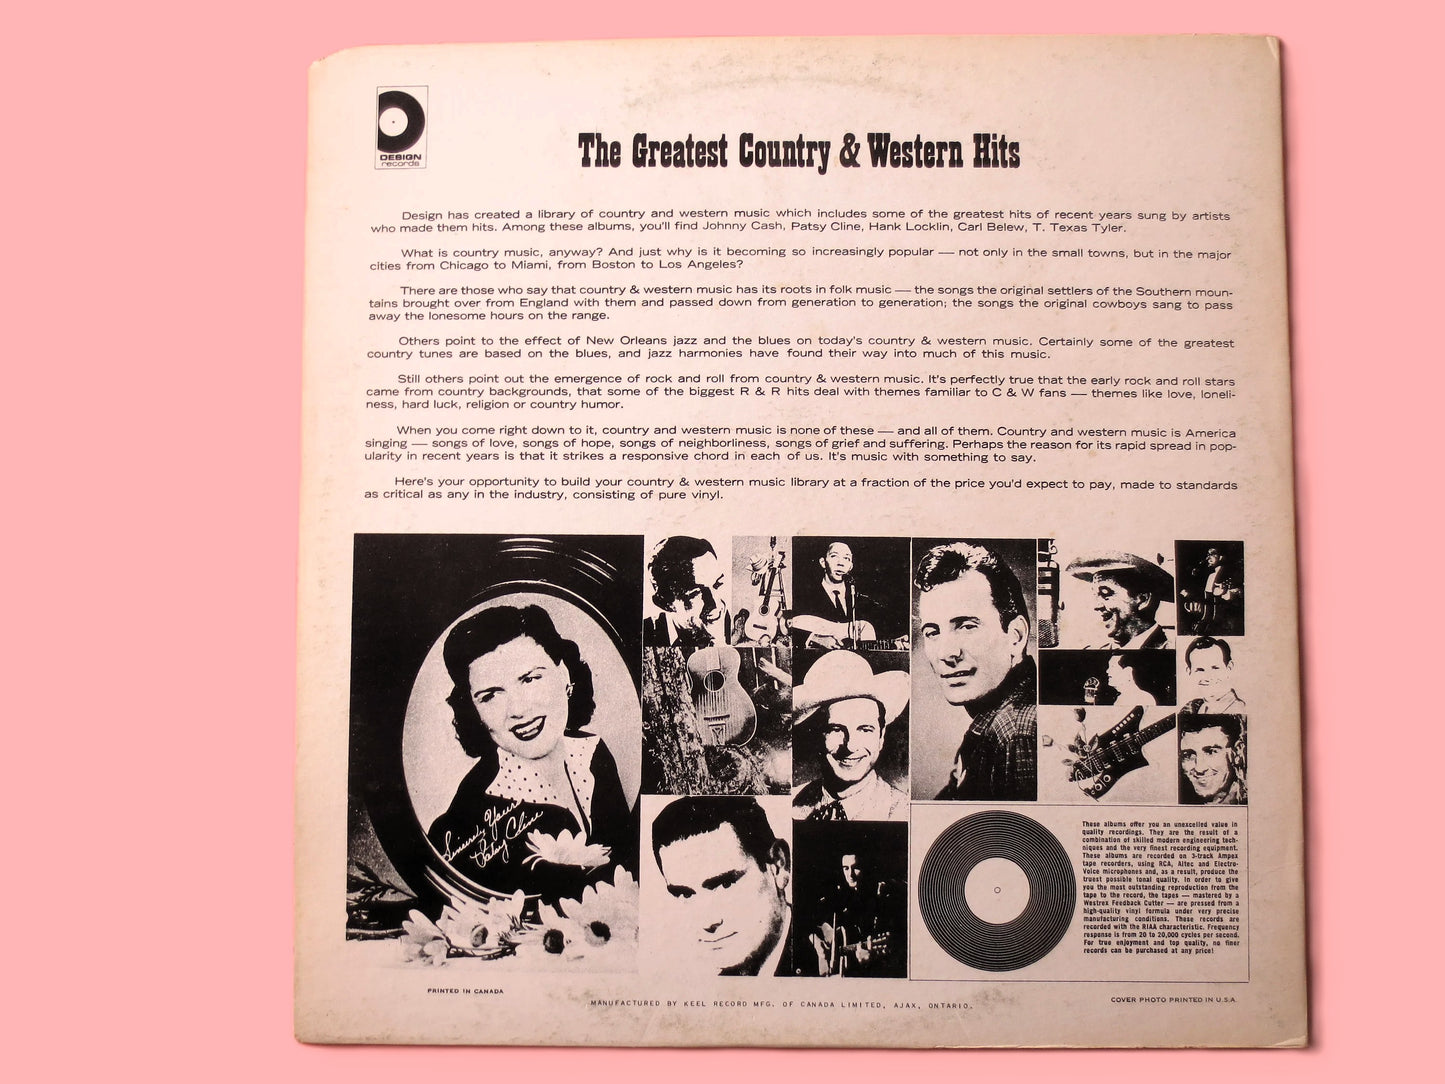 DESIGN
records
The Greatest Country & Western Hits
Design has created a library of country and western music which includes some of the greatest hits of recent years sung by artists
who made them hits. Among these albums, you'll find Johnny Cash, Patsy Cline, Hank Locklin, Carl Belew, T. Texas Tyler.
What is country music, anyway? And just why is it becoming so increasingly popular — not only in the small towns, but in the major
cities from Chicago to Miami, from Boston to Los Angeles?
There are those who say that country & western music has its roots in folk music — the songs the original settlers of the Southern moun-
tains brought over from England with them and passed down from generation to generation; the songs the original cowboys sang to pass
away the lonesome hours on the range.
Others point to the effect of New Orleans jazz and the blues on today's country & western music. Certainly some of the greatest
country tunes are based on the blues, and jazz harmonies have found their way into much of this music.
Still others point out the emergence of rock and roll from country & western music. It's perfectly true that the early rock and roll stars
came from country backgrounds, that some of the biggest R & R hits deal with themes familiar to C & W fans — themes like love, loneli-
ness, hard luck, religion or country humor.
When you come right down to it, country and western music is none of these — and all of them. Country and western music is America
singing — songs of love, songs of hope, songs of neighborliness, songs of grief and suffering. Perhaps the reason for its rapid spread in pop-
ularity in recent years is that it strikes a responsive chord in each of us. It's music with something to say.
Here's your opportunity to build your country & western music library at a fraction of the price you'd expect to pay, made to standards
as critical as any in the industry, consisting of pure vinyl.
Sincerely Yours
Patsy Cline
These albums offer you an unexcelled value in
quality recordings. They are the result of a
combination of skilled modern engineering tech-
niques and the very finest recording equipment.
These albums are recorded on 3-track Ampex
tape recorders, using RCA, Altec and Electro-
Voice microphones and, as a result, produce the
truest possible tonal quality. In order to give
you the most outstanding reproduction from the
tape to the record, the tapes — mastered by a
Westrex Feedback Cutter — are pressed from a
high-quality vinyl formula under very precise
manufacturing conditions. These records are
recorded with the RIAA characteristic. Frequency
response is from 20 to 20,000 cycles per second.
For true enjoyment and top quality, no finer
records can be purchased at any price!
PRINTED IN CANADA
MANUFACTURED BY KEEL RECORD MFG. OF CANADA LIMITED, AJAX, ONTARIO.
COVER PHOTO PRINTED IN U.S.A.